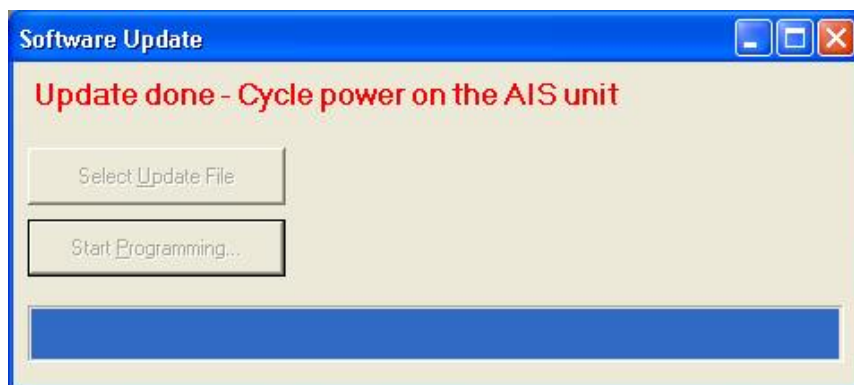 Software Update
Update done - Cycle power on the AIS unit
Select Update File
Start Programming...